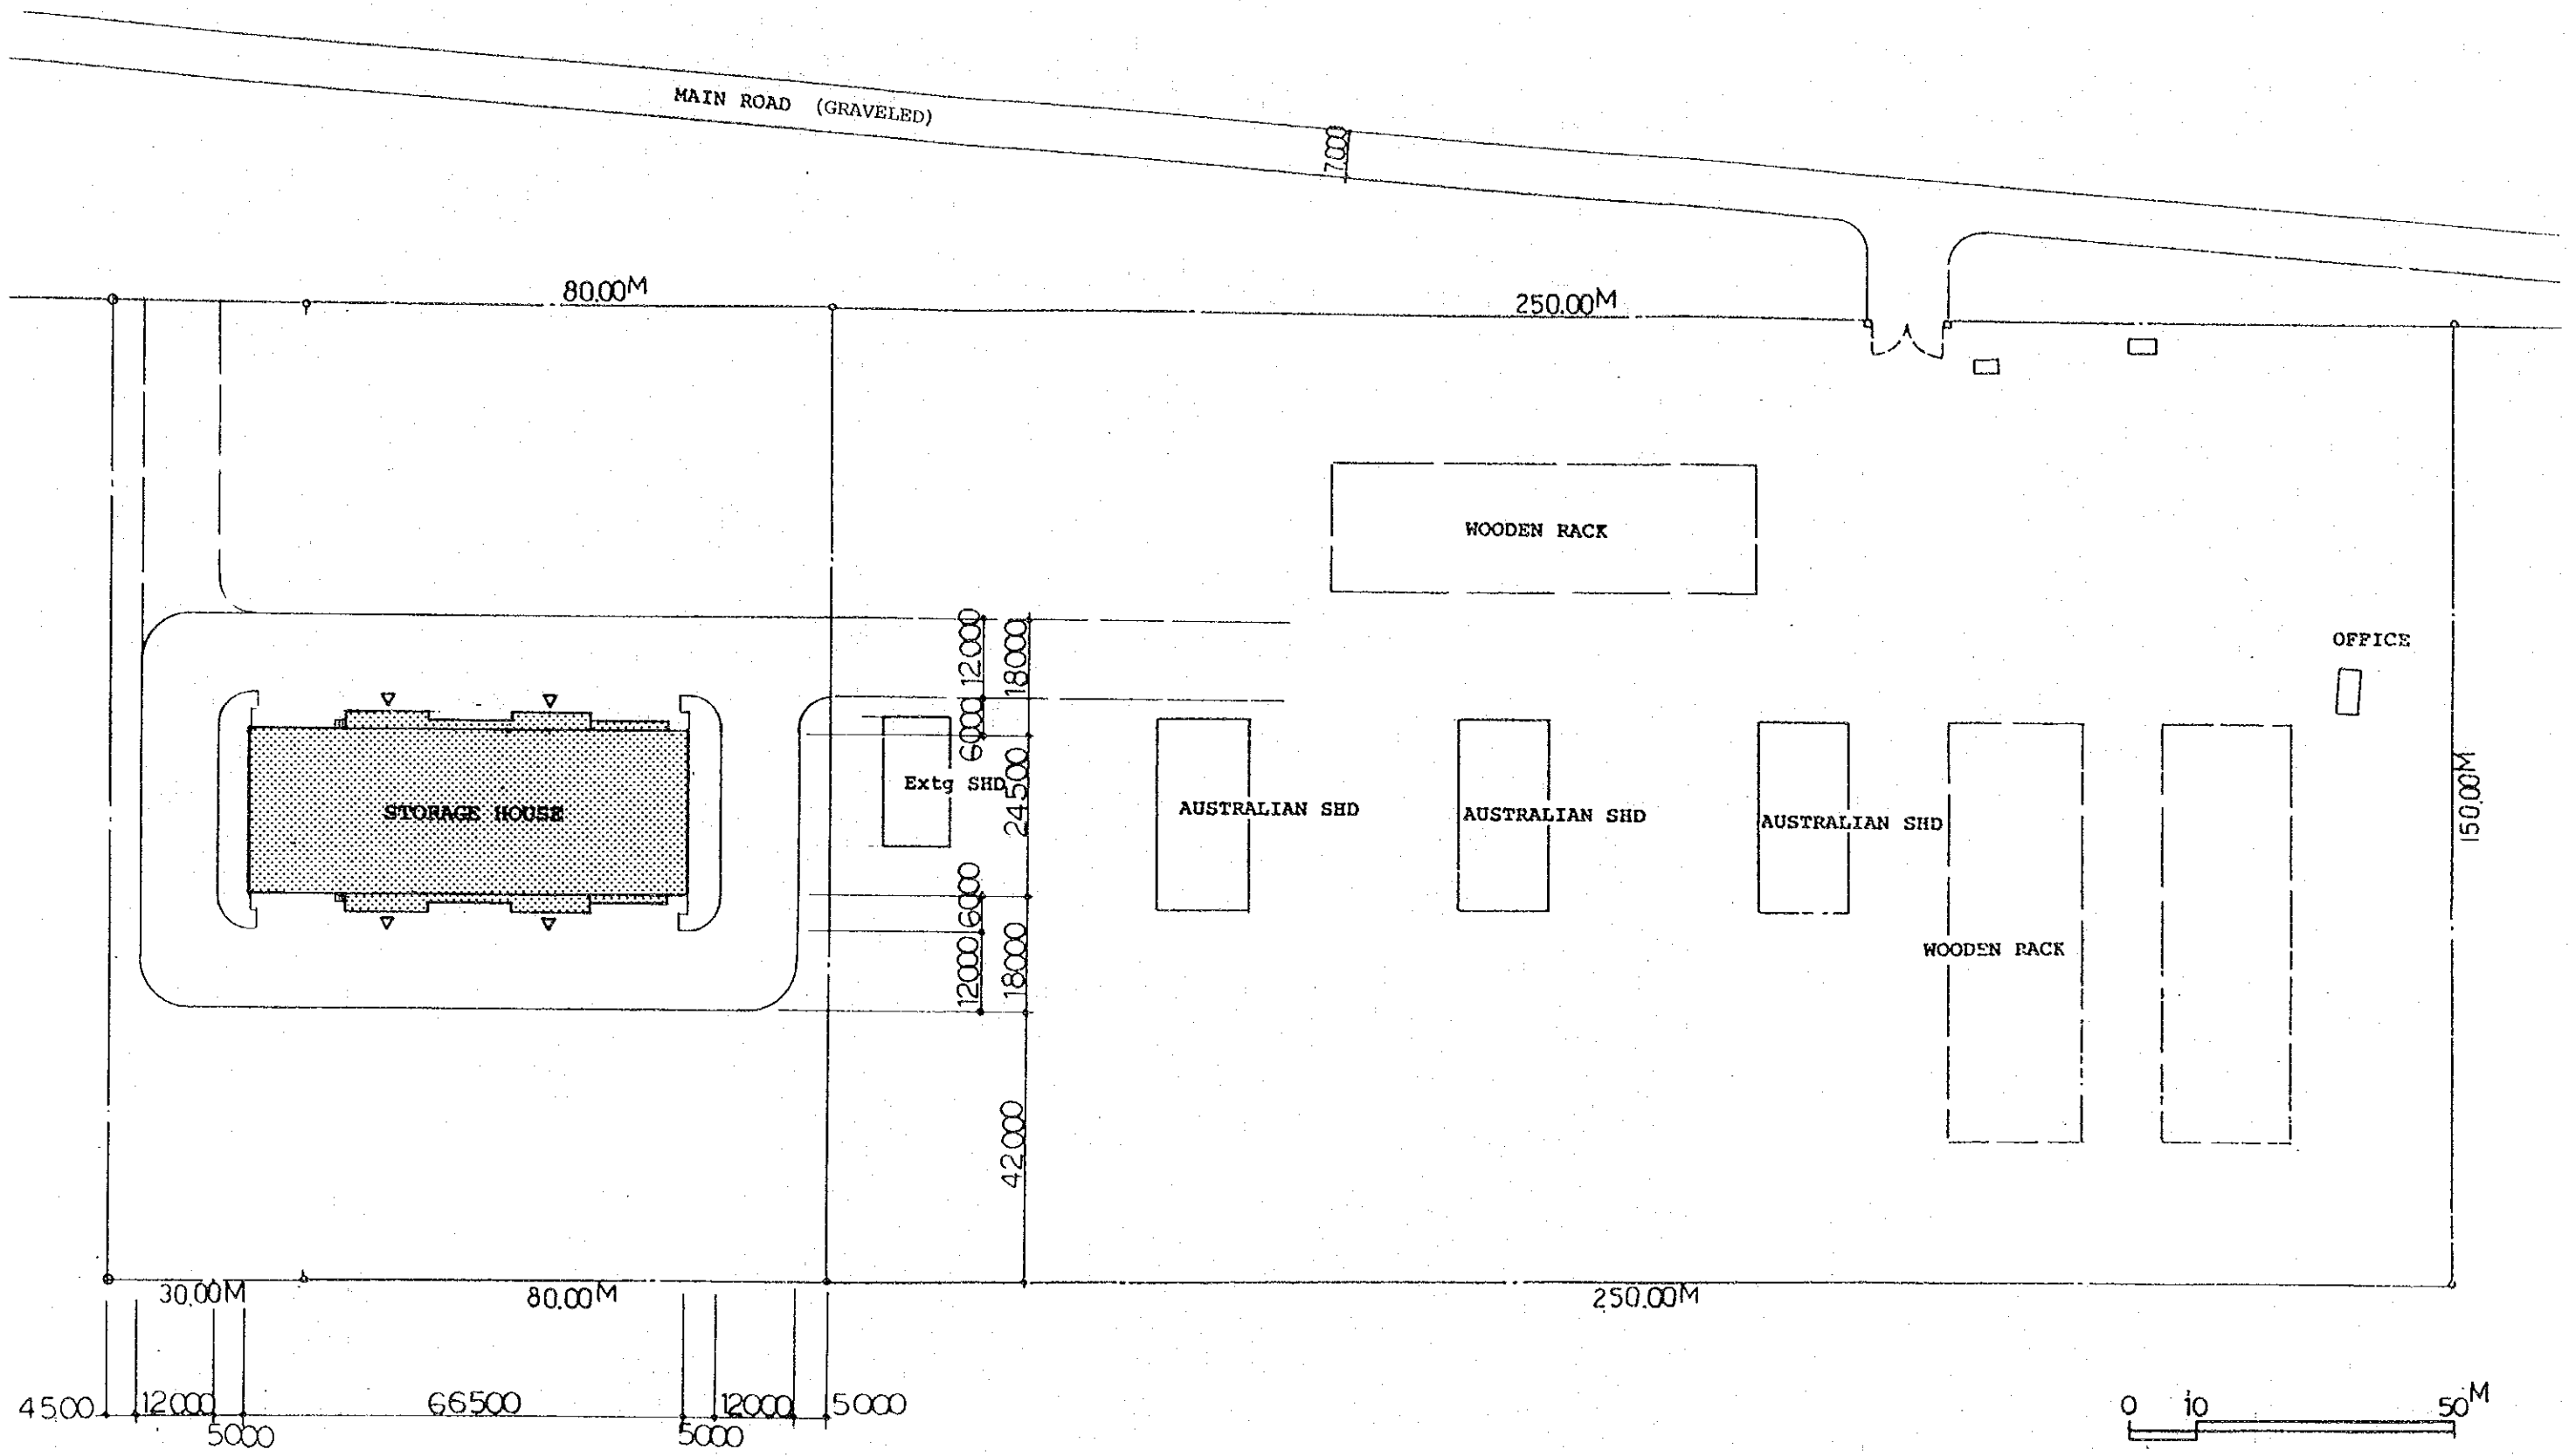 MAIN ROAD (GRAVELED)
7.000
80.00M
250.00M
WOODEN RACK
12000
18000
OFFICE
6000
Extg SHD
24500
STORAGE HOUSE
AUSTRALIAN SHD
AUSTRALIAN SHD
AUSTRALIAN SHD
150.00M
6000
WOODEN RACK
12000
18000
42000
30.00M
80.00M
250.00M
4500
12000
5000
66500
5000
12000
5000
0 10 50M